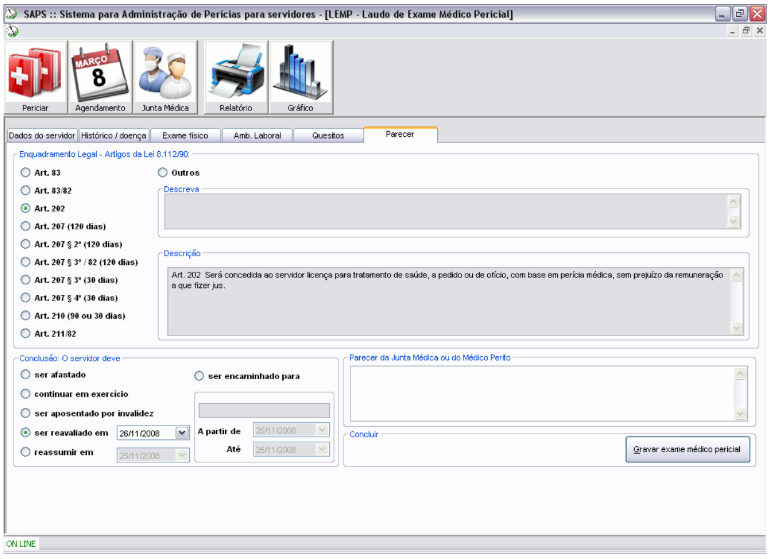 SAPS :: Sistema para Administração de Perícias para servidores - [LEMP - Laudo de Exame Médico Pericial]
MARÇO
8
Periciar
Agendamento
Junta Médica
Relatório
Gráfico
Dados do servidor
Histórico / doença
Exame físico
Amb. Laboral
Quesitos
Parecer
Enquadramento Legal - Artigos da Lei 8.112/90:
Art. 83
Outros
Art. 83/82
Descreva
Art. 202
Art. 207 (120 dias)
Art. 207 § 2º (120 dias)
Art. 207 § 3º / 82 (120 dias)
Art. 207 § 3º (30 dias)
Art. 207 § 4º (30 dias)
Art. 210 (90 ou 30 dias)
Art. 211/82
Descrição
Art. 202 Será concedida ao servidor licença para tratamento de saúde, a pedido ou de ofício, com base em perícia médica, sem prejuízo da remuneração
a que fizer jus.
Conclusão: O servidor deve
ser afastado
ser encaminhado para
continuar em exercício
ser aposentado por invalidez
ser reavaliado em 26/11/2008
reassumir em 25/11/2008
A partir de 25/11/2008
Até 25/11/2008
Parecer da Junta Médica ou do Médico Perito
Concluir
Gravar exame médico pericial
ON LINE